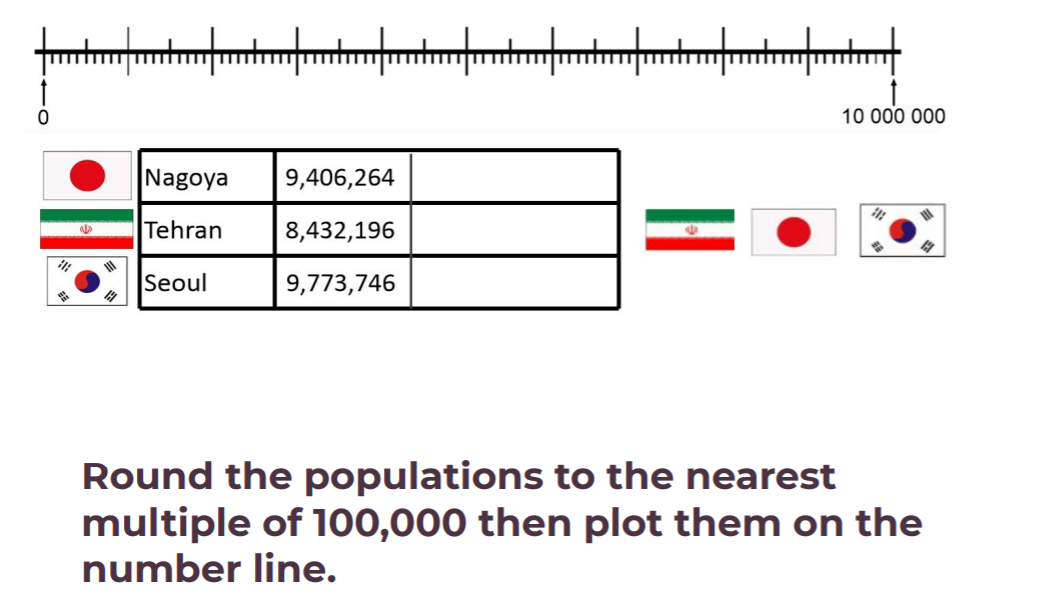 0
10 000 000
Nagoya 9,406,264
Tehran 8,432,196
Seoul 9,773,746
Round the populations to the nearest
multiple of 100,000 then plot them on the
number line.